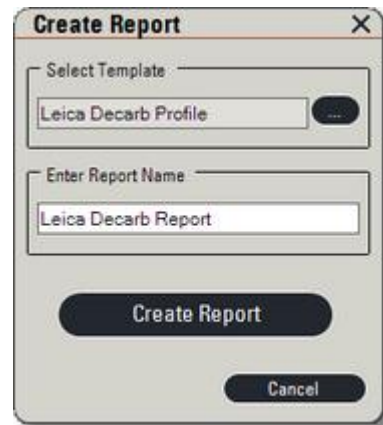 Create Report
Select Template
Leica Decarb Profile
...
Enter Report Name
Leica Decarb Report
Create Report
Cancel